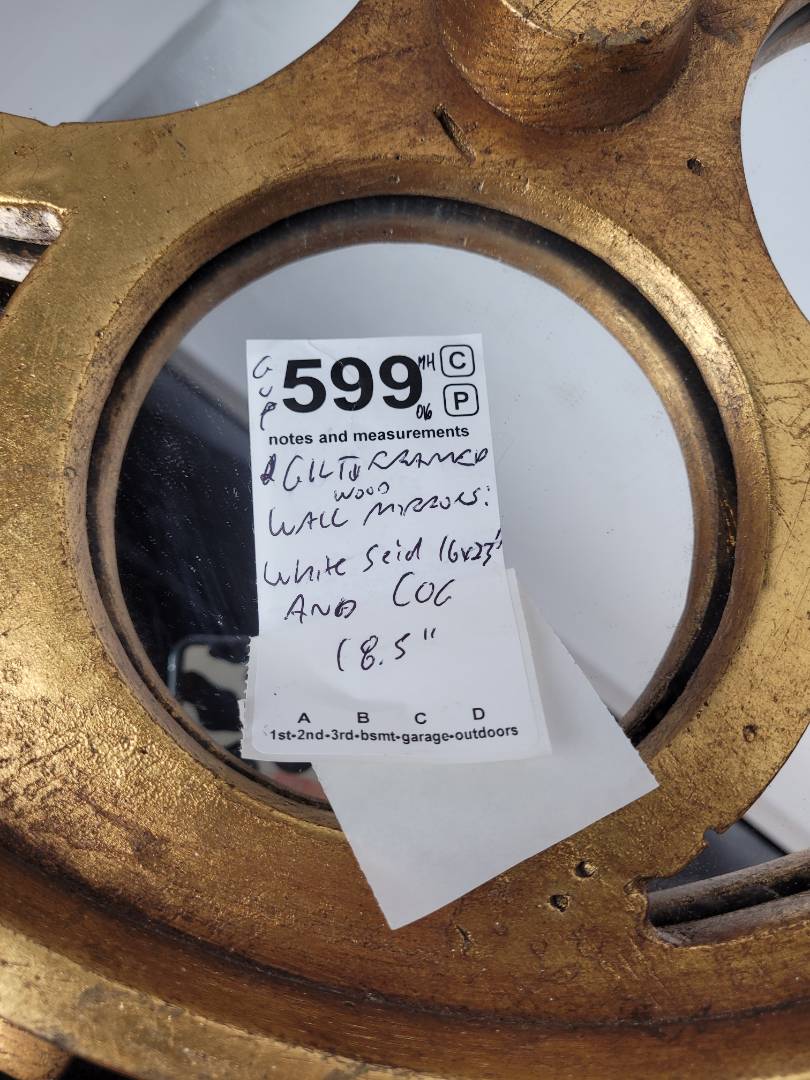 GUP 599 MH C
06 P
notes and measurements
2 GILT FRAMED
WOOD
WALL MIRRORS:
White Seid 16x23"
AND COG
18.5"
A B C D
1st-2nd-3rd-bsmt-garage-outdoors